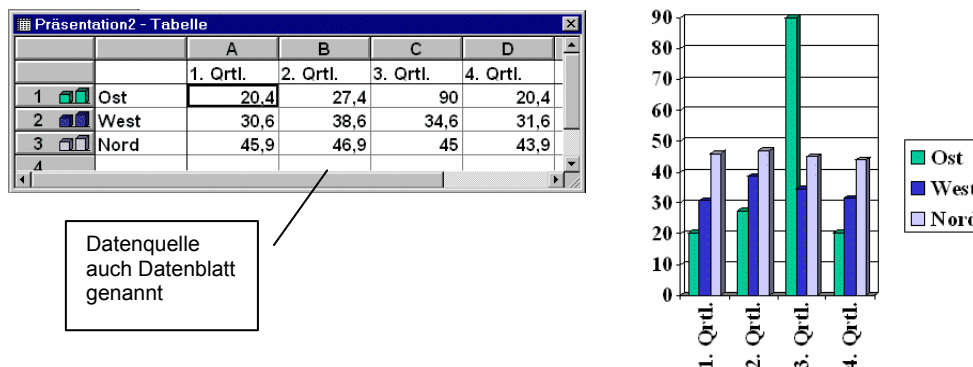 Präsentation2 - Tabelle
A B C D
1. Qrtl. 2. Qrtl. 3. Qrtl. 4. Qrtl.
1 Ost 20,4 27,4 90 20,4
2 West 30,6 38,6 34,6 31,6
3 Nord 45,9 46,9 45 43,9
4
Datenquelle
auch Datenblatt
genannt
90
80
70
60
50
40
30
20
10
0
1. Qrtl.
2. Qrtl.
3. Qrtl.
4. Qrtl.
Ost
West
Nord